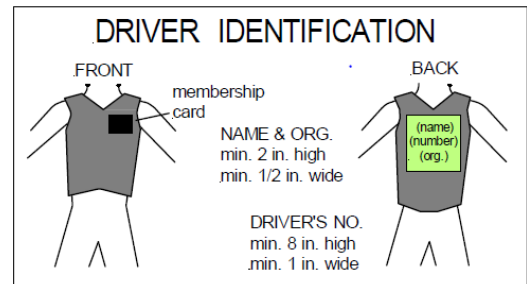 DRIVER IDENTIFICATION
FRONT
BACK
membership
card
NAME & ORG.
min. 2 in. high
min. 1/2 in. wide
(name)
(number)
(org.)
DRIVER'S NO.
min. 8 in. high
min. 1 in. wide